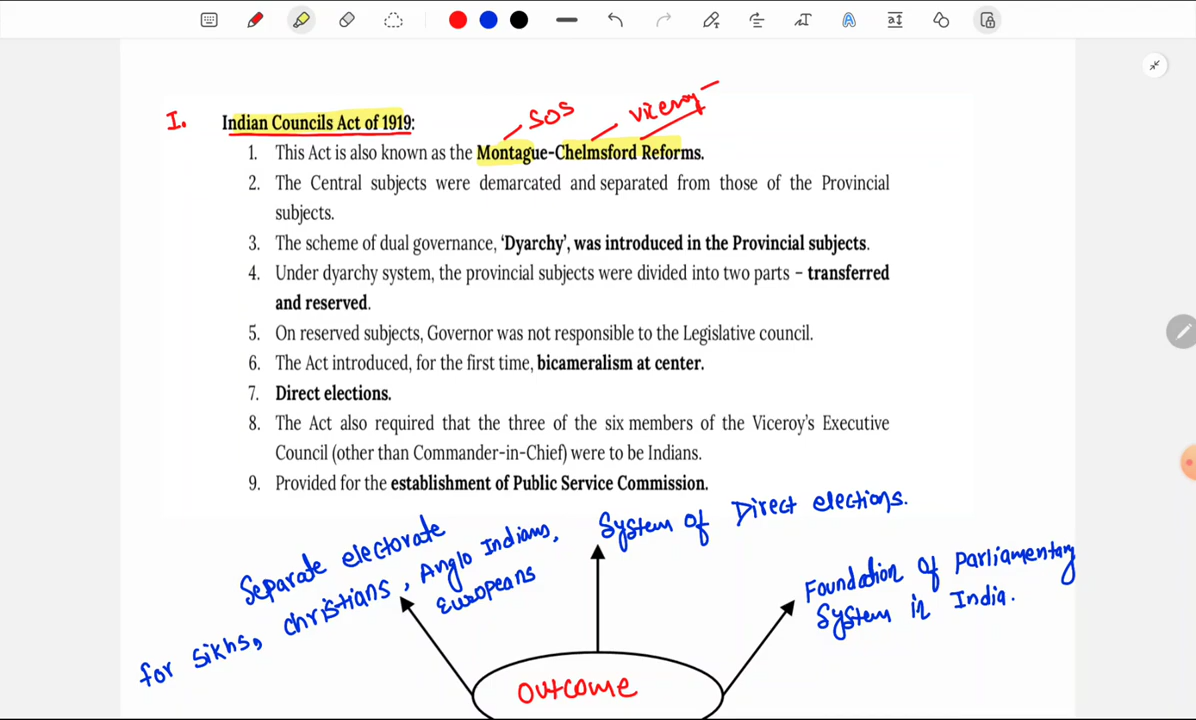 SOS
Viceroy
I. Indian Councils Act of 1919:
1. This Act is also known as the Montague-Chelmsford Reforms.
2. The Central subjects were demarcated and separated from those of the Provincial
subjects.
3. The scheme of dual governance, ‘Dyarchy’, was introduced in the Provincial subjects.
4. Under dyarchy system, the provincial subjects were divided into two parts – transferred
and reserved.
5. On reserved subjects, Governor was not responsible to the Legislative council.
6. The Act introduced, for the first time, bicameralism at center.
7. Direct elections.
8. The Act also required that the three of the six members of the Viceroy's Executive
Council (other than Commander-in-Chief) were to be Indians.
9. Provided for the establishment of Public Service Commission.
Separate electorate
for Sikhs, christians, Anglo Indians,
Europeans
System of Direct elections.
Foundation of Parliamentary
System in India.
Outcome